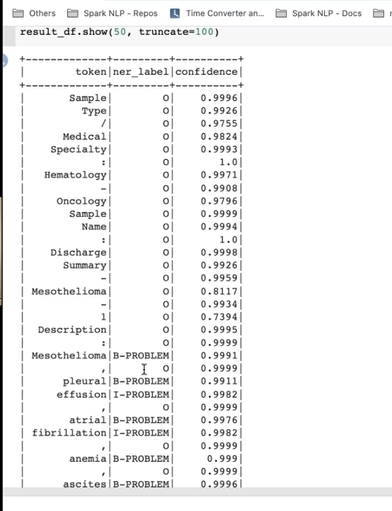 Others Spark NLP - Repos Time Converter an... Spark NLP - Docs
result_df.show(50, truncate=100)
+-------------+---------+----------+
| token|ner_label|confidence|
+-------------+---------+----------+
| Sample| O| 0.9996|
| Type| O| 0.9926|
| /| O| 0.9755|
| Medical| O| 0.9824|
| Specialty| O| 0.9993|
| :| O| 1.0|
| Hematology| O| 0.9971|
| -| O| 0.9908|
| Oncology| O| 0.9796|
| Sample| O| 0.9999|
| Name| O| 0.9994|
| :| O| 1.0|
| Discharge| O| 0.9998|
| Summary| O| 0.9926|
| -| O| 0.9959|
| Mesothelioma| O| 0.8117|
| -| O| 0.9934|
| 1| O| 0.7394|
| Description| O| 0.9995|
| :| O| 0.9999|
| Mesothelioma|B-PROBLEM| 0.9991|
| ,| O| 0.9999|
| pleural|B-PROBLEM| 0.9911|
| effusion|I-PROBLEM| 0.9982|
| ,| O| 0.9999|
| atrial|B-PROBLEM| 0.9976|
| fibrillation|I-PROBLEM| 0.9982|
| ,| O| 0.9999|
| anemia|B-PROBLEM| 0.999|
| ,| O| 0.9999|
| ascites|B-PROBLEM| 0.9996|